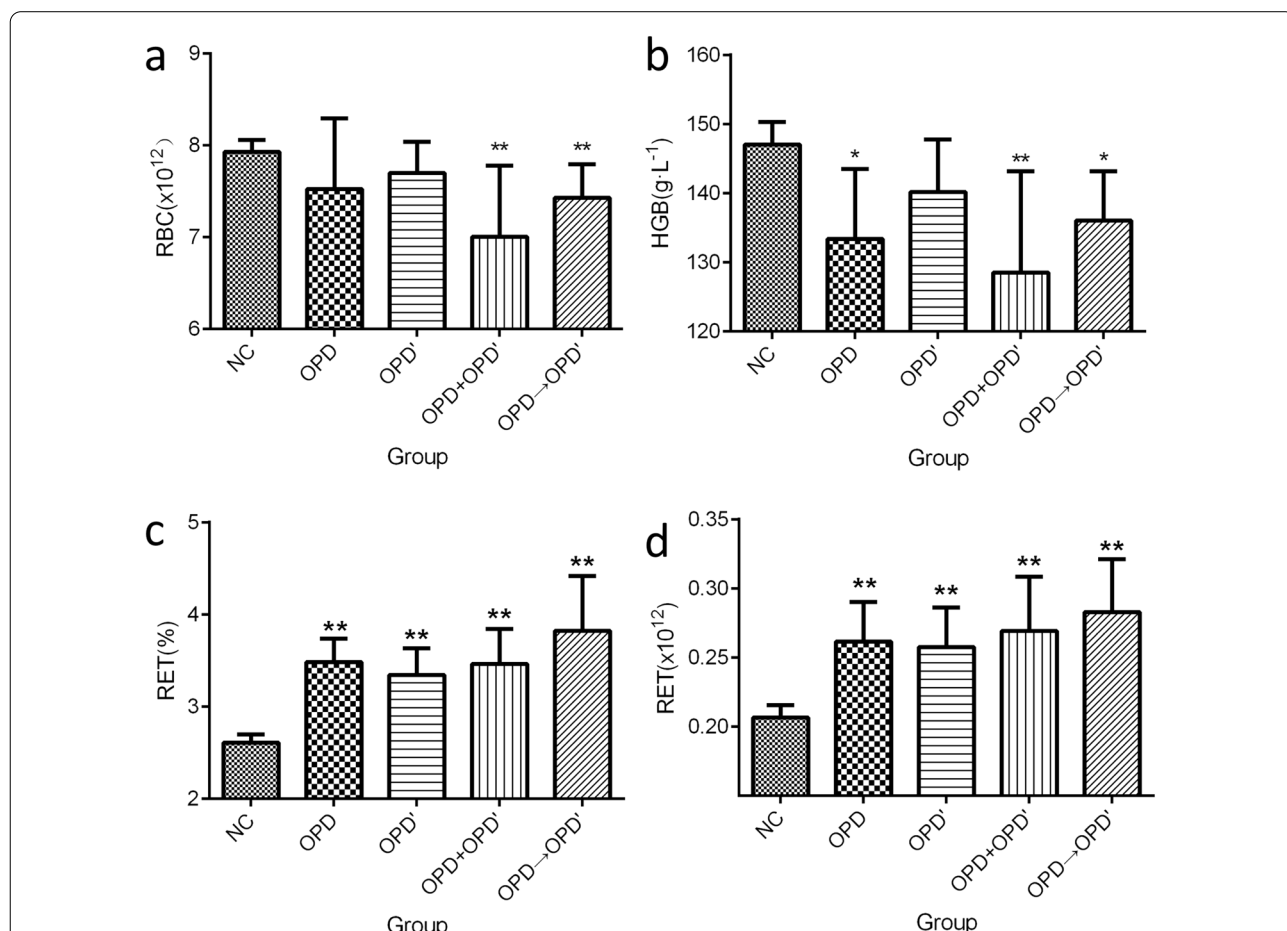 a
RBC(x10¹²)
9
8
7
6
**
**
NC
OPD
OPD'
OPD+OPD'
OPD→OPD'
Group
b
HGB(g·L⁻¹)
160
150
140
130
120
*
**
*
NC
OPD
OPD'
OPD+OPD'
OPD→OPD'
Group
c
RET(%)
5
4
3
2
**
**
**
**
NC
OPD
OPD'
OPD+OPD'
OPD→OPD'
Group
d
RET(x10¹²)
0.35
0.30
0.25
0.20
**
**
**
**
NC
OPD
OPD'
OPD+OPD'
OPD→OPD'
Group